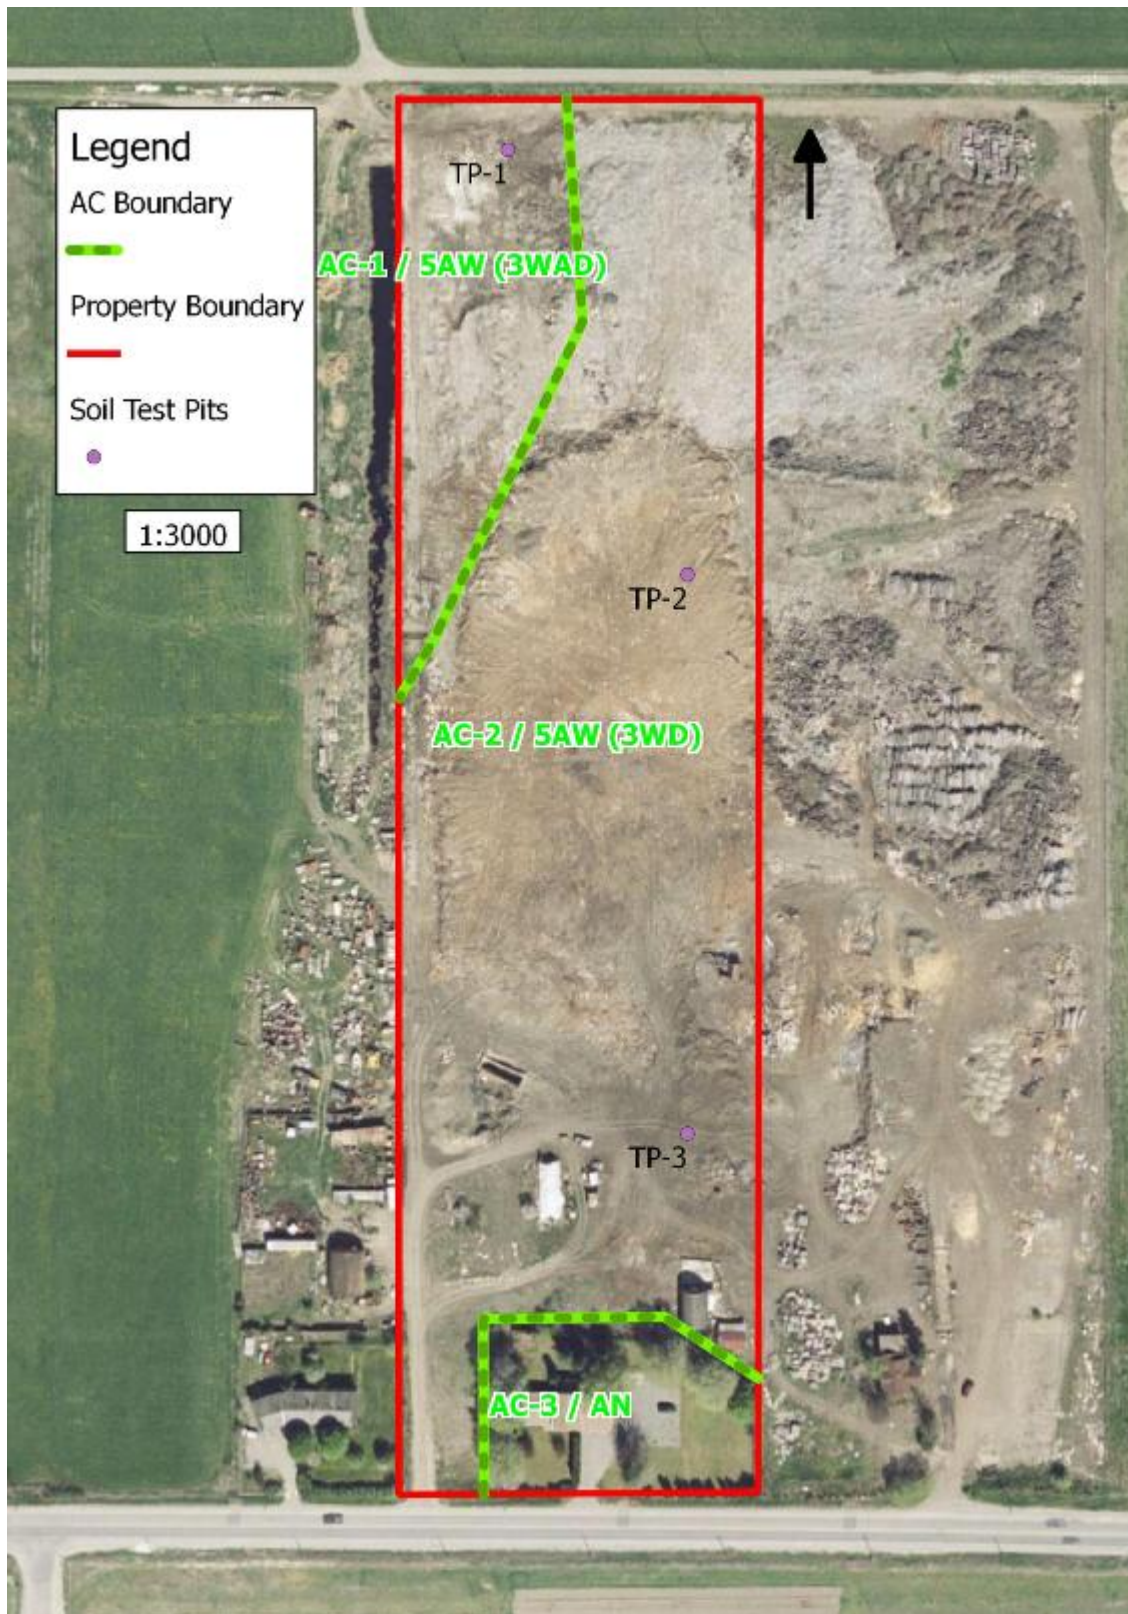 Legend
AC Boundary
Property Boundary
Soil Test Pits
1:3000
TP-1
AC-1 / 5AW (3WAD)
TP-2
AC-2 / 5AW (3WD)
TP-3
AC-3 / AN